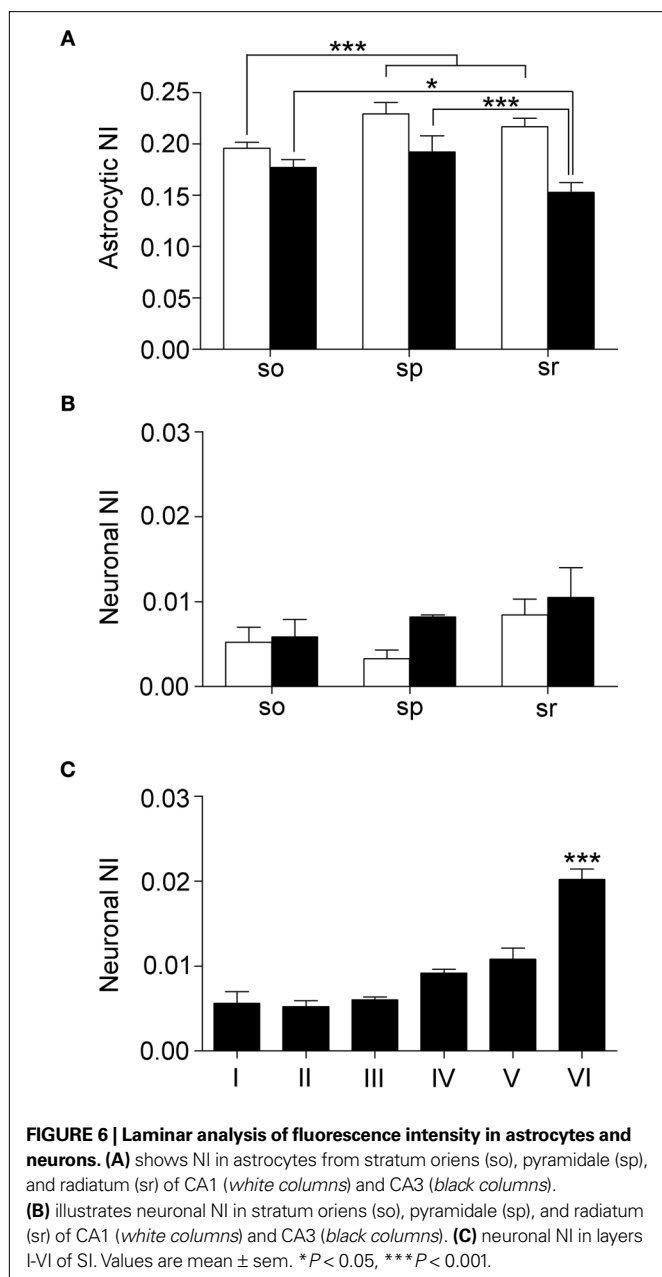 A
***
*
***
0.25
0.20
0.15
0.10
0.05
0.00
Astrocytic NI
so sp sr
B
0.03
0.02
0.01
0.00
Neuronal NI
so sp sr
C
0.03
0.02
0.01
0.00
Neuronal NI
***
I II III IV V VI
FIGURE 6 | Laminar analysis of fluorescence intensity in astrocytes and
neurons. (A) shows NI in astrocytes from stratum oriens (so), pyramidale (sp),
and radiatum (sr) of CA1 (white columns) and CA3 (black columns).
(B) illustrates neuronal NI in stratum oriens (so), pyramidale (sp), and radiatum
(sr) of CA1 (white columns) and CA3 (black columns). (C) neuronal NI in layers
I-VI of SI. Values are mean ± sem. *P < 0.05, ***P < 0.001.